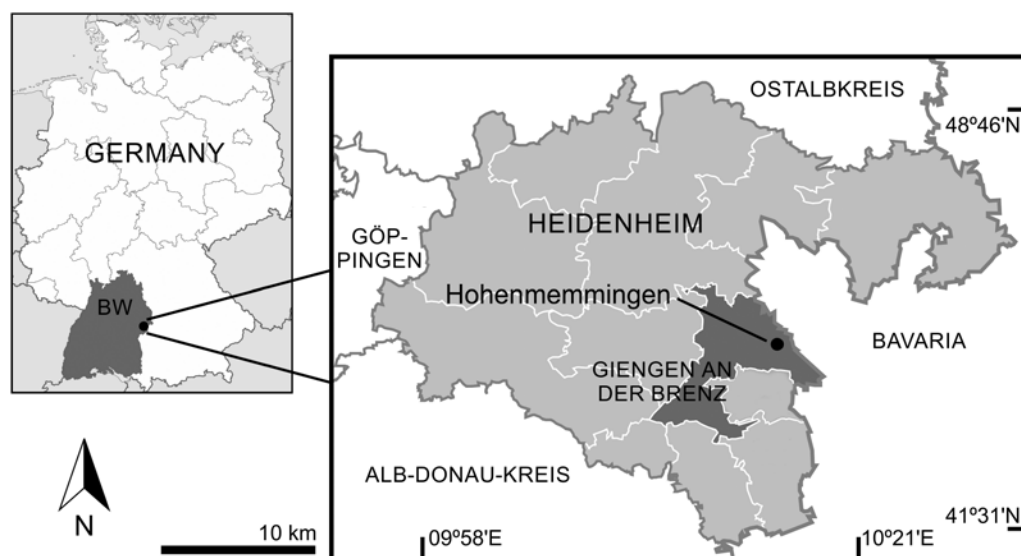 GERMANY
BW
N
10 km
OSTALBKREIS
48º46'N
HEIDENHEIM
GÖP-
PINGEN
Hohenmemmingen
BAVARIA
GIENGEN AN
DER BRENZ
ALB-DONAU-KREIS
41º31'N
09º58'E
10º21'E